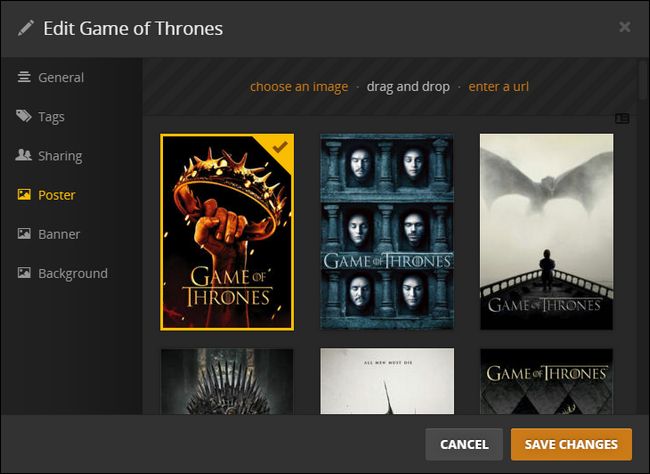 Edit Game of Thrones
General
Tags
Sharing
Poster
Banner
Background
choose an image · drag and drop · enter a url
GAME OF
THRONES
GAME OF THRONES
GAME OF THRONES
ALL MEN MUST DIE
GAME OF THRONES
CANCEL
SAVE CHANGES